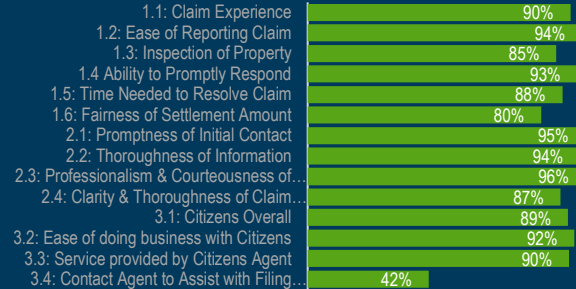 1.1: Claim Experience 90%
1.2: Ease of Reporting Claim 94%
1.3: Inspection of Property 85%
1.4 Ability to Promptly Respond 93%
1.5: Time Needed to Resolve Claim 88%
1.6: Fairness of Settlement Amount 80%
2.1: Promptness of Initial Contact 95%
2.2: Thoroughness of Information 94%
2.3: Professionalism & Courteousness of... 96%
2.4: Clarity & Thoroughness of Claim... 87%
3.1: Citizens Overall 89%
3.2: Ease of doing business with Citizens 92%
3.3: Service provided by Citizens Agent 90%
3.4: Contact Agent to Assist with Filing... 42%